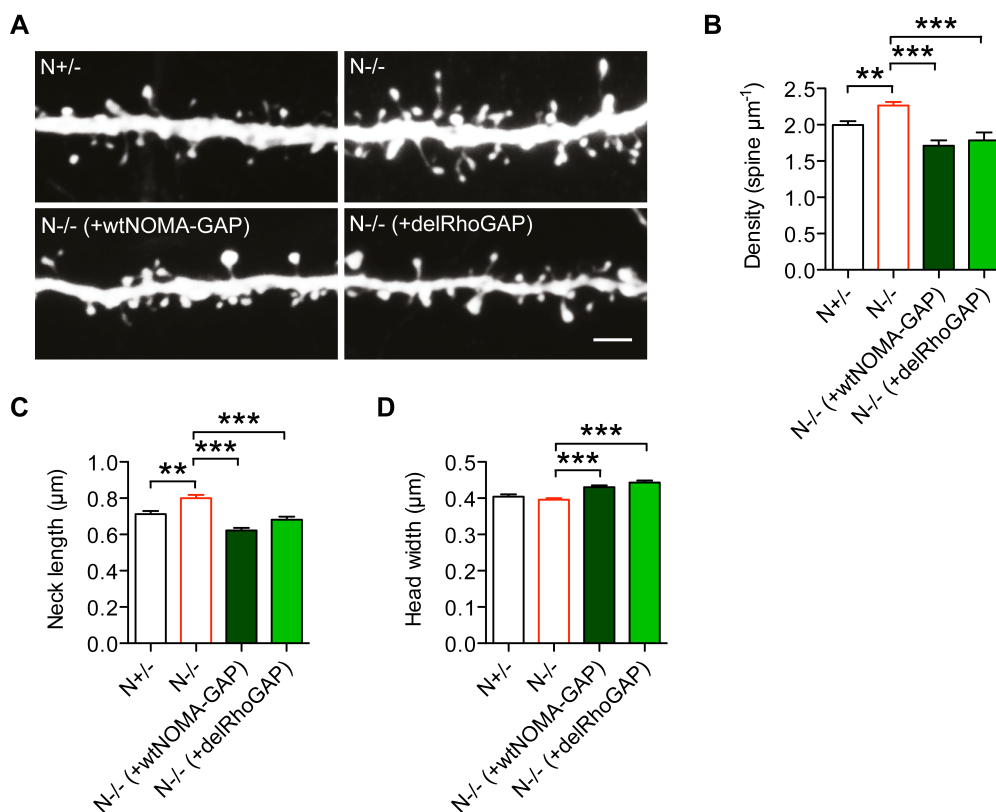 A
N+/-
N-/-
N-/- (+wtNOMA-GAP)
N-/- (+delRhoGAP)
B
***
***
**
Density (spine µm⁻¹)
2.5
2.0
1.5
1.0
0.5
0.0
N+/-
N-/-
N-/- (+wtNOMA-GAP)
N-/- (+delRhoGAP)
C
***
***
**
Neck length (µm)
1.0
0.8
0.6
0.4
0.2
0.0
N+/-
N-/-
N-/- (+wtNOMA-GAP)
N-/- (+delRhoGAP)
D
***
***
Head width (µm)
0.5
0.4
0.3
0.2
0.1
0.0
N+/-
N-/-
N-/- (+wtNOMA-GAP)
N-/- (+delRhoGAP)